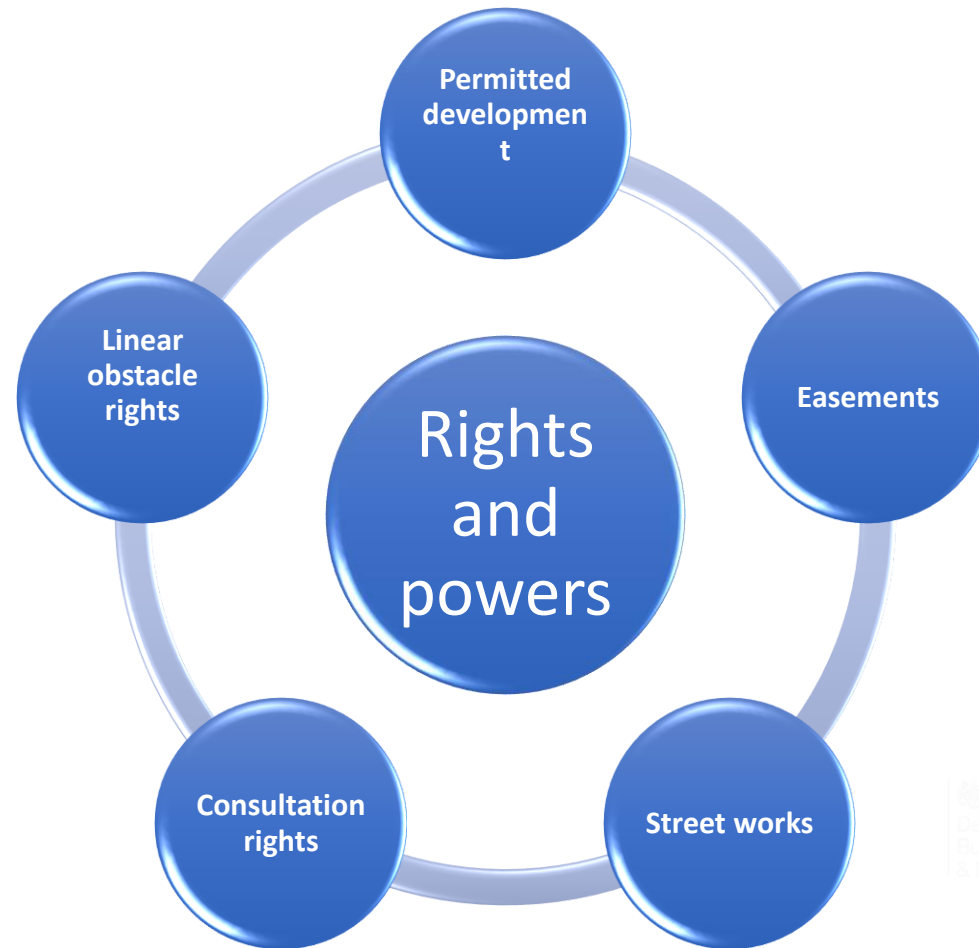 Permitted
developmen
t
Easements
Street works
Consultation
rights
Linear
obstacle
rights
Rights
and
powers